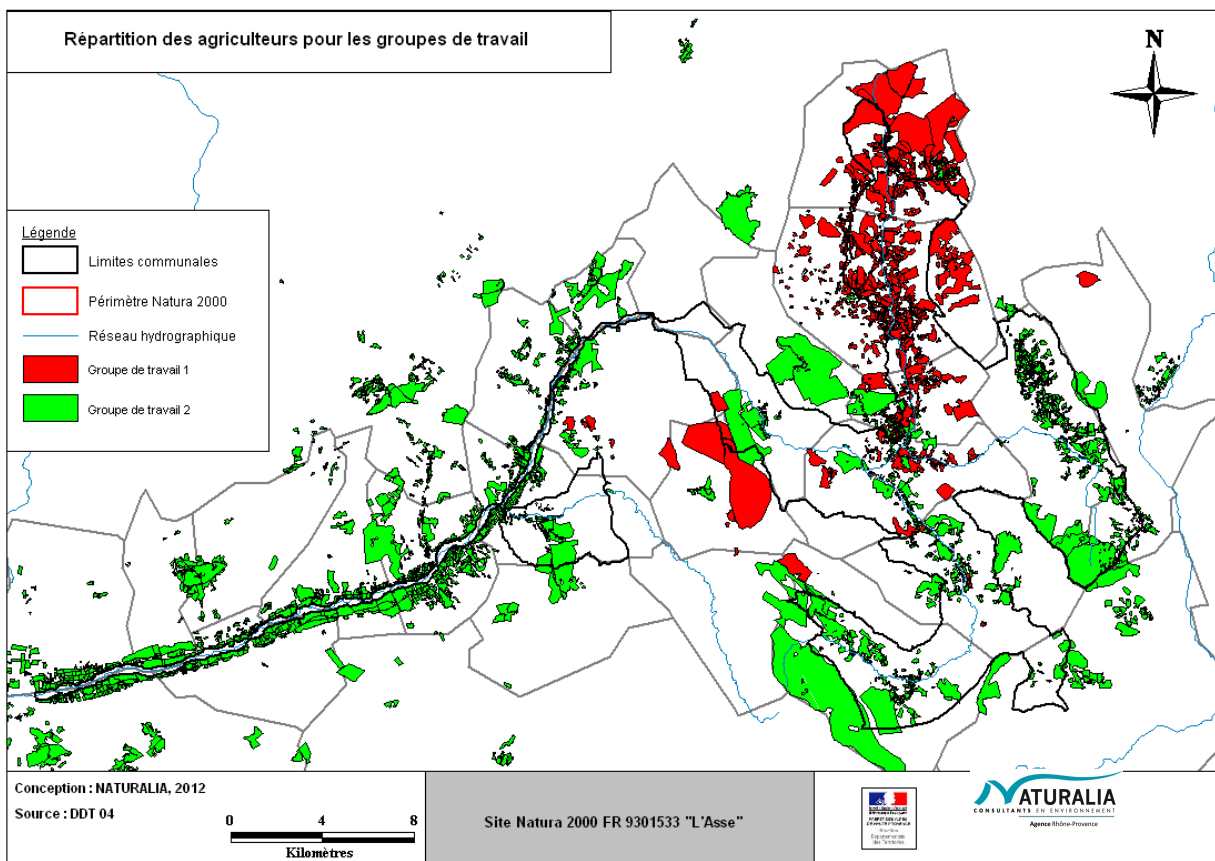 Répartition des agriculteurs pour les groupes de travail
N
Légende
Limites communales
Périmètre Natura 2000
Réseau hydrographique
Groupe de travail 1
Groupe de travail 2
Conception : NATURALIA, 2012
Source : DDT 04
0 4 8
Kilomètres
Site Natura 2000 FR 9301533 "L'Asse"
NATURALIA
CONSULTANTS EN ENVIRONNEMENT
Agence Rhône-Provence